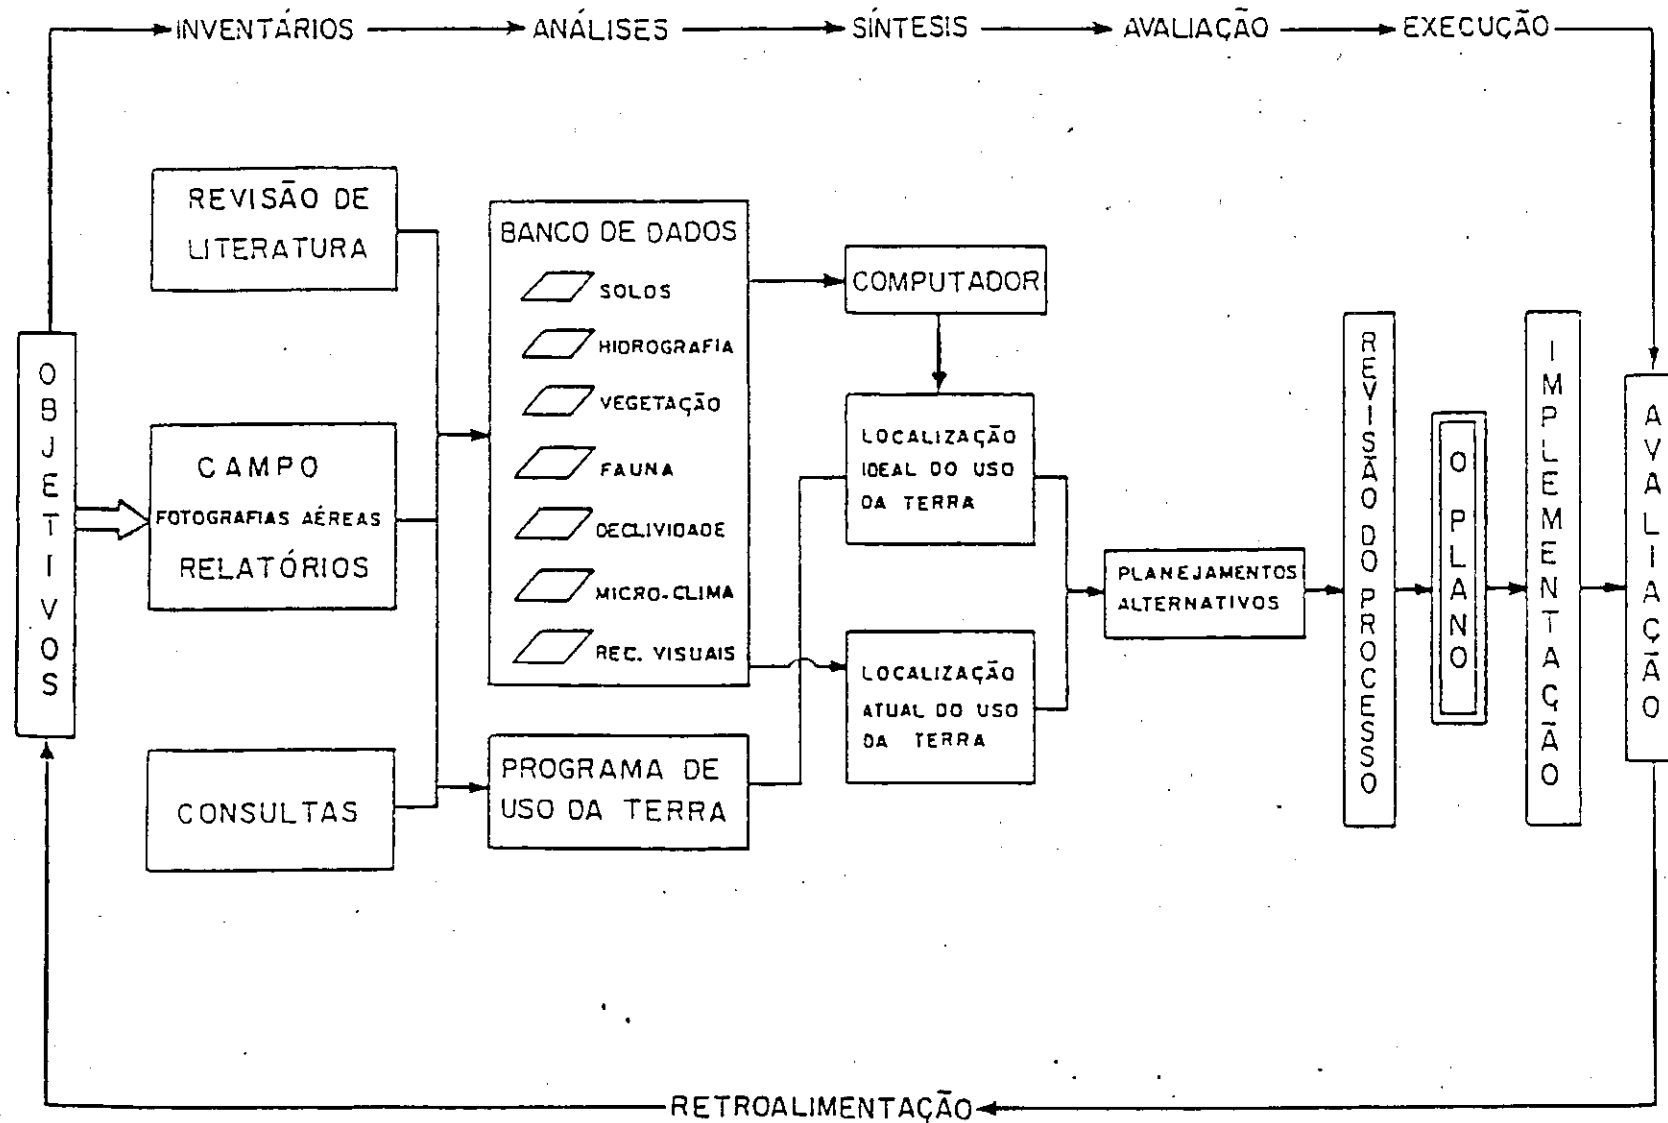 INVENTÁRIOS ANÁLISES SÍNTESIS AVALIAÇÃO EXECUÇÃO
OBJETIVOS
REVISÃO DE
LITERATURA
CAMPO
FOTOGRAFIAS AÉREAS
RELATÓRIOS
CONSULTAS
BANCO DE DADOS
SOLOS
HIDROGRAFIA
VEGETAÇÃO
FAUNA
DECLIVIDADE
MICRO-CLIMA
REC. VISUAIS
PROGRAMA DE
USO DA TERRA
COMPUTADOR
LOCALIZAÇÃO
IDEAL DO USO
DA TERRA
LOCALIZAÇÃO
ATUAL DO USO
DA TERRA
PLANEJAMENTOS
ALTERNATIVOS
REVISÃO DO PROCESSO
O PLANO
IMPLEMENTAÇÃO
AVALIAÇÃO
RETROALIMENTAÇÃO